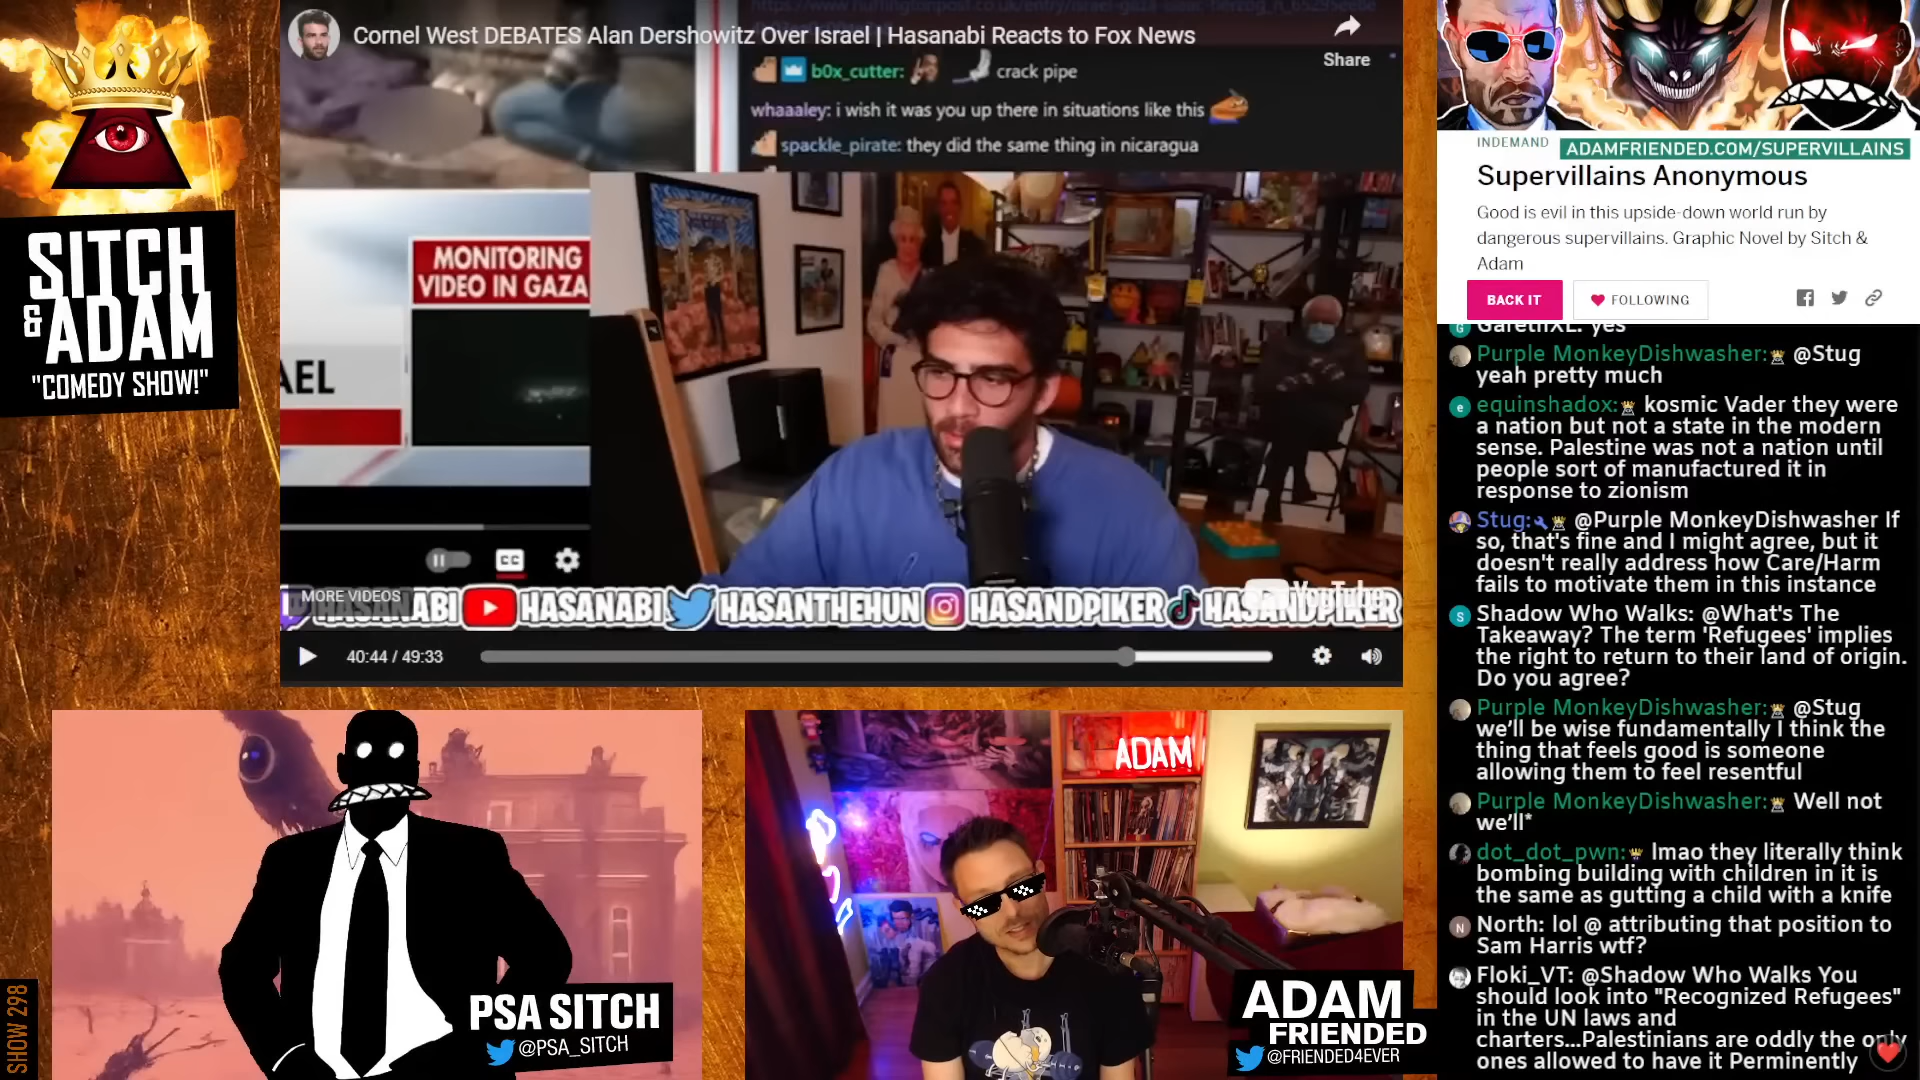 SITCH
& ADAM
"COMEDY SHOW!"
SHOW 298
Cornel West DEBATES Alan Dershowitz Over Israel | Hasanabi Reacts to Fox News
Share
b0x_cutter: crack pipe
whaaaley: i wish it was you up there in situations like this
spackle_pirate: they did the same thing in nicaragua
MONITORING
VIDEO IN GAZA
AEL
CC
MORE VIDEOS
HASANABI HASANABI HASANTHEHUN HASANDPIKER HASANDPIKER
YouTube
40:44 / 49:33
PSA SITCH
@PSA_SITCH
ADAM
ADAM
FRIENDED
@FRIENDED4EVER
INDEMAND
ADAMFRIENDED.COM/SUPERVILLAINS
Supervillains Anonymous
Good is evil in this upside-down world run by
dangerous supervillains. Graphic Novel by Sitch &
Adam
BACK IT
FOLLOWING
GarethXL: yes
Purple MonkeyDishwasher: @Stug
yeah pretty much
equinshadox: kosmic Vader they were
a nation but not a state in the modern
sense. Palestine was not a nation until
people sort of manufactured it in
response to zionism
Stug: @Purple MonkeyDishwasher If
so, that's fine and I might agree, but it
doesn't really address how Care/Harm
fails to motivate them in this instance
Shadow Who Walks: @What's The
Takeaway? The term 'Refugees' implies
the right to return to their land of origin.
Do you agree?
Purple MonkeyDishwasher: @Stug
we'll be wise fundamentally I think the
thing that feels good is someone
allowing them to feel resentful
Purple MonkeyDishwasher: Well not
we'll*
dot_dot_pwn: lmao they literally think
bombing building with children in it is
the same as gutting a child with a knife
North: lol @ attributing that position to
Sam Harris wtf?
Floki_VT: @Shadow Who Walks You
should look into "Recognized Refugees"
in the UN laws and
charters...Palestinians are oddly the only
ones allowed to have it Perminently